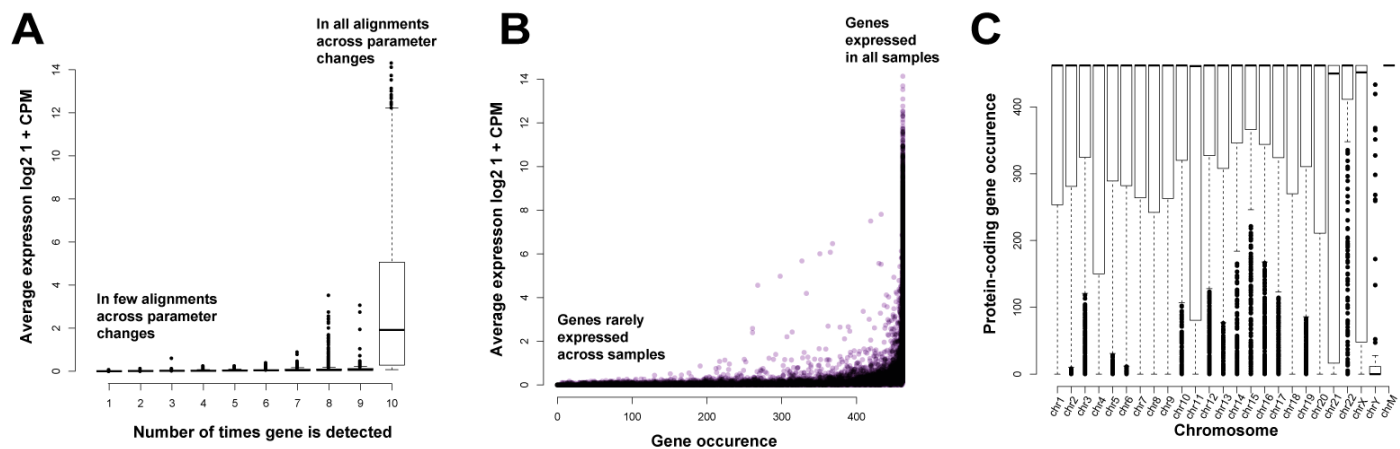 A
In all alignments
across parameter
changes
Average expresson log2 1 + CPM
14
12
10
8
6
4
2
0
In few alignments
across parameter
changes
1 2 3 4 5 6 7 8 9 10
Number of times gene is detected
B
Genes
expressed
in all samples
Average expresson log2 1 + CPM
14
12
10
8
6
4
2
0
Genes rarely
expressed
across samples
0 100 200 300 400
Gene occurence
C
Protein-coding gene occurence
400
300
200
100
0
chr1 chr2 chr3 chr4 chr5 chr6 chr7 chr8 chr9 chr10 chr11 chr12 chr13 chr14 chr15 chr16 chr17 chr18 chr19 chr20 chr21 chr22 chrX chrY chrM
Chromosome